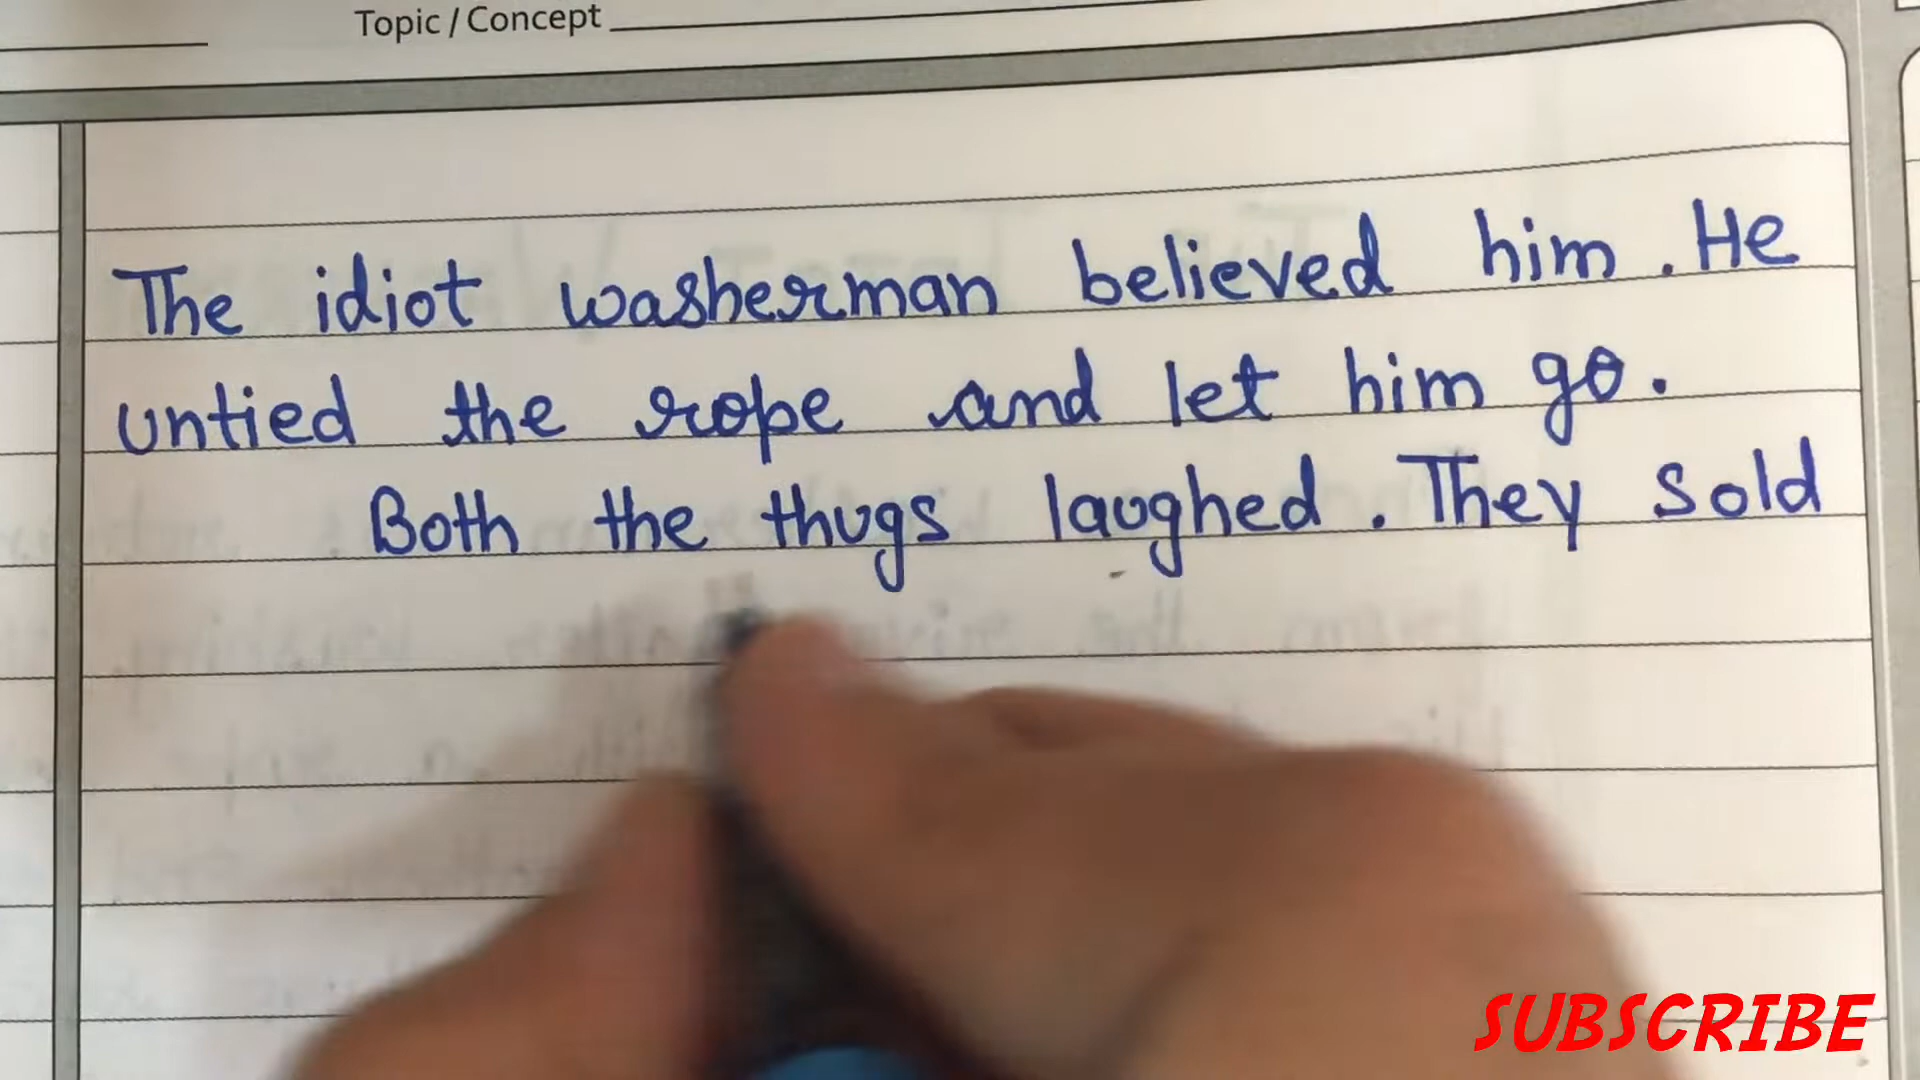 Topic / Concept
The idiot washerman believed him. He
untied the rope and let him go.
Both the thugs laughed. They sold
SUBSCRIBE